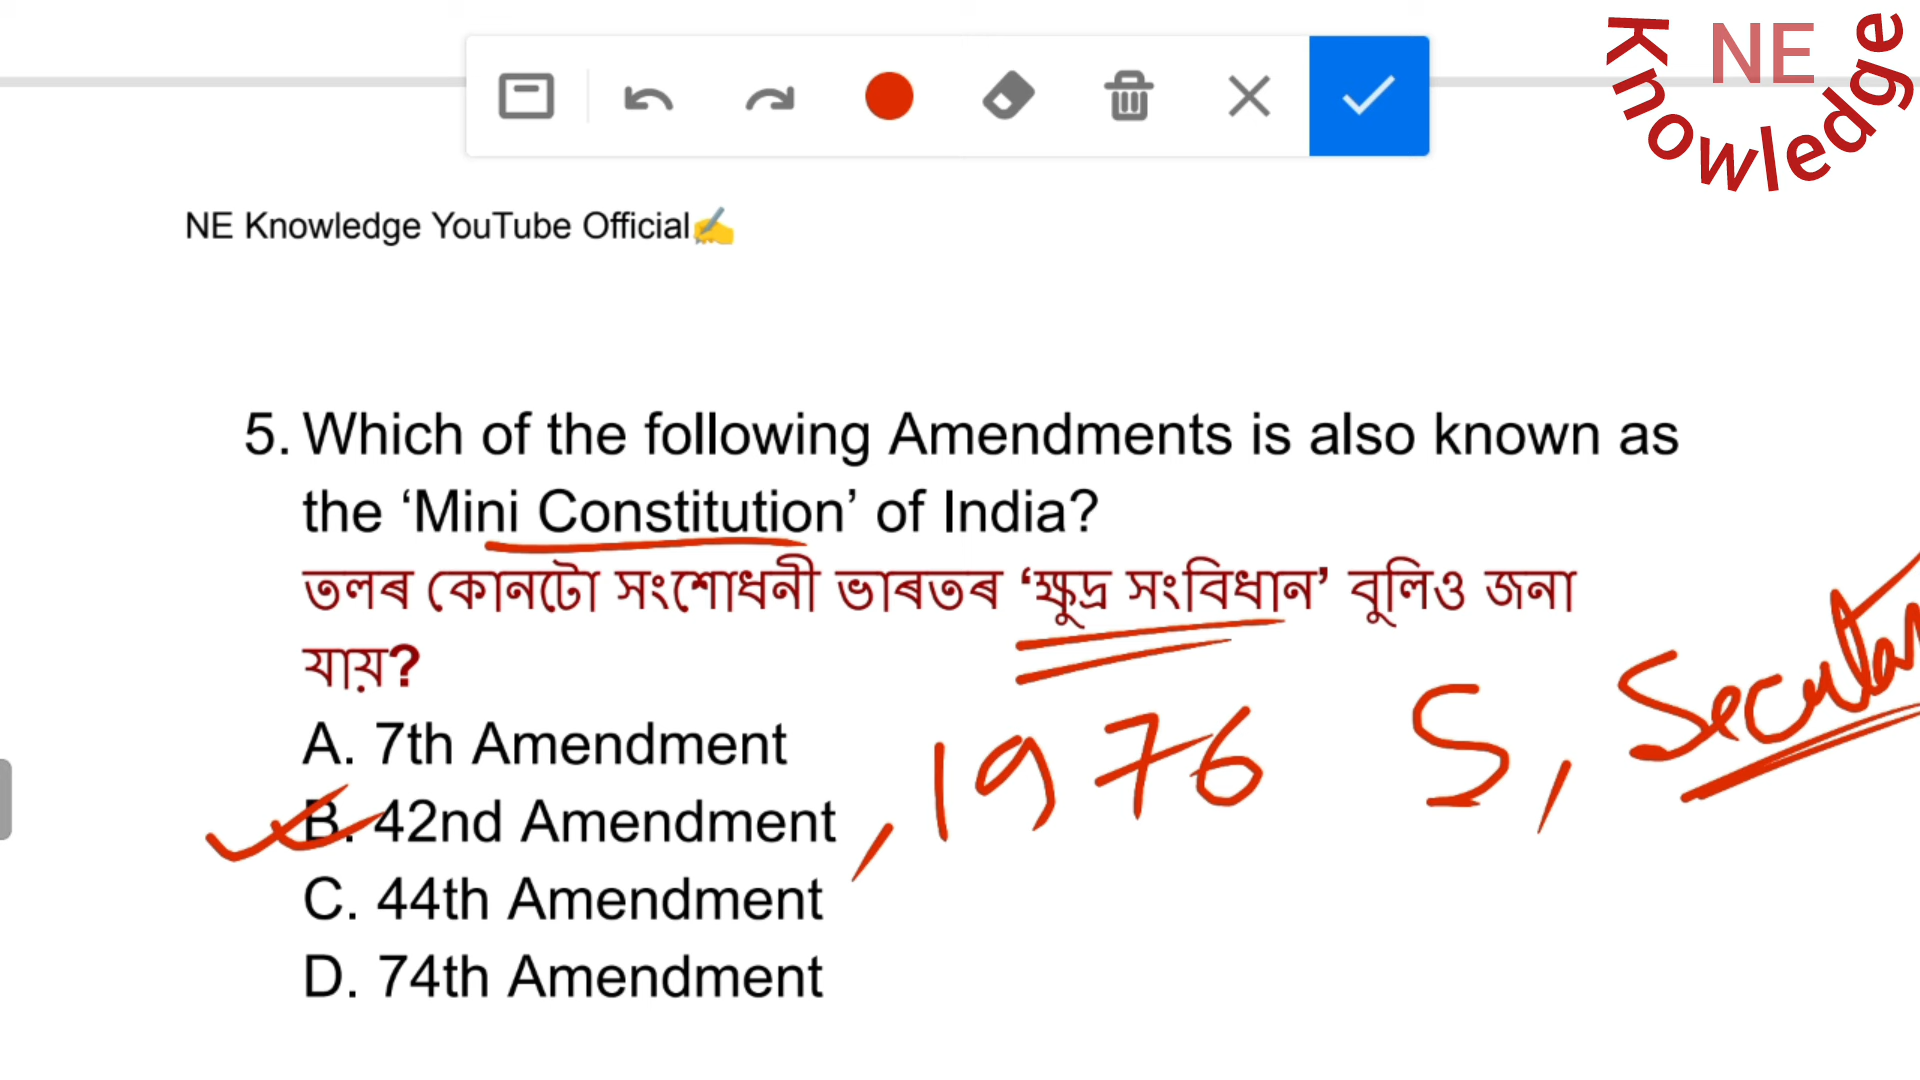 NE
Knowledge
NE Knowledge YouTube Official✍️
5. Which of the following Amendments is also known as
the ‘Mini Constitution’ of India?
তলৰ কোনটো সংশোধনী ভাৰতৰ ‘ক্ষুদ্ৰ সংবিধান’ বুলিও জনা
যায়?
A. 7th Amendment
B. 42nd Amendment , 1976 S, Secular
C. 44th Amendment
D. 74th Amendment